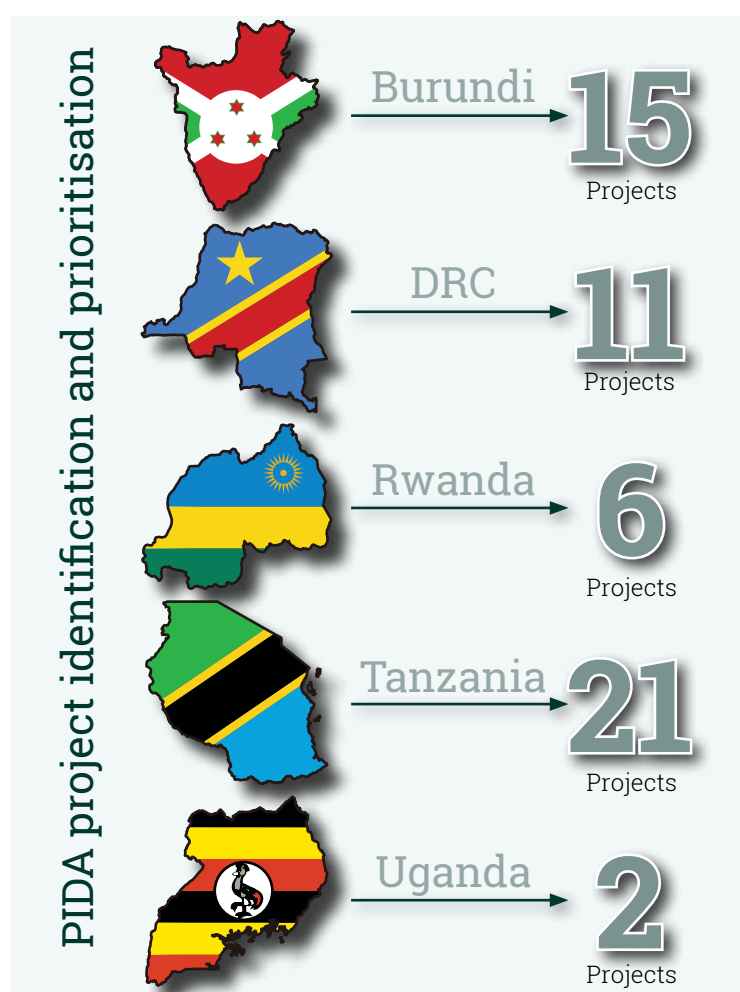 PIDA project identification and prioritisation
Burundi
15
Projects
DRC
11
Projects
Rwanda
6
Projects
Tanzania
21
Projects
Uganda
2
Projects